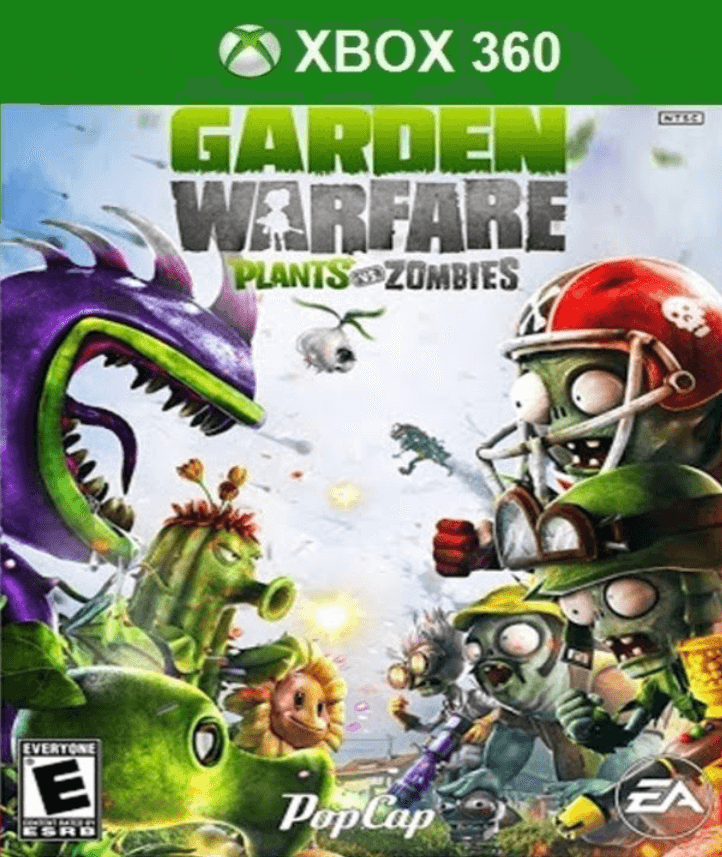 XBOX 360
NTSC
GARDEN
WARFARE
PLANTS VS ZOMBIES
EVERYONE
E
CONTENT RATED BY
ESRB
PopCap
EA